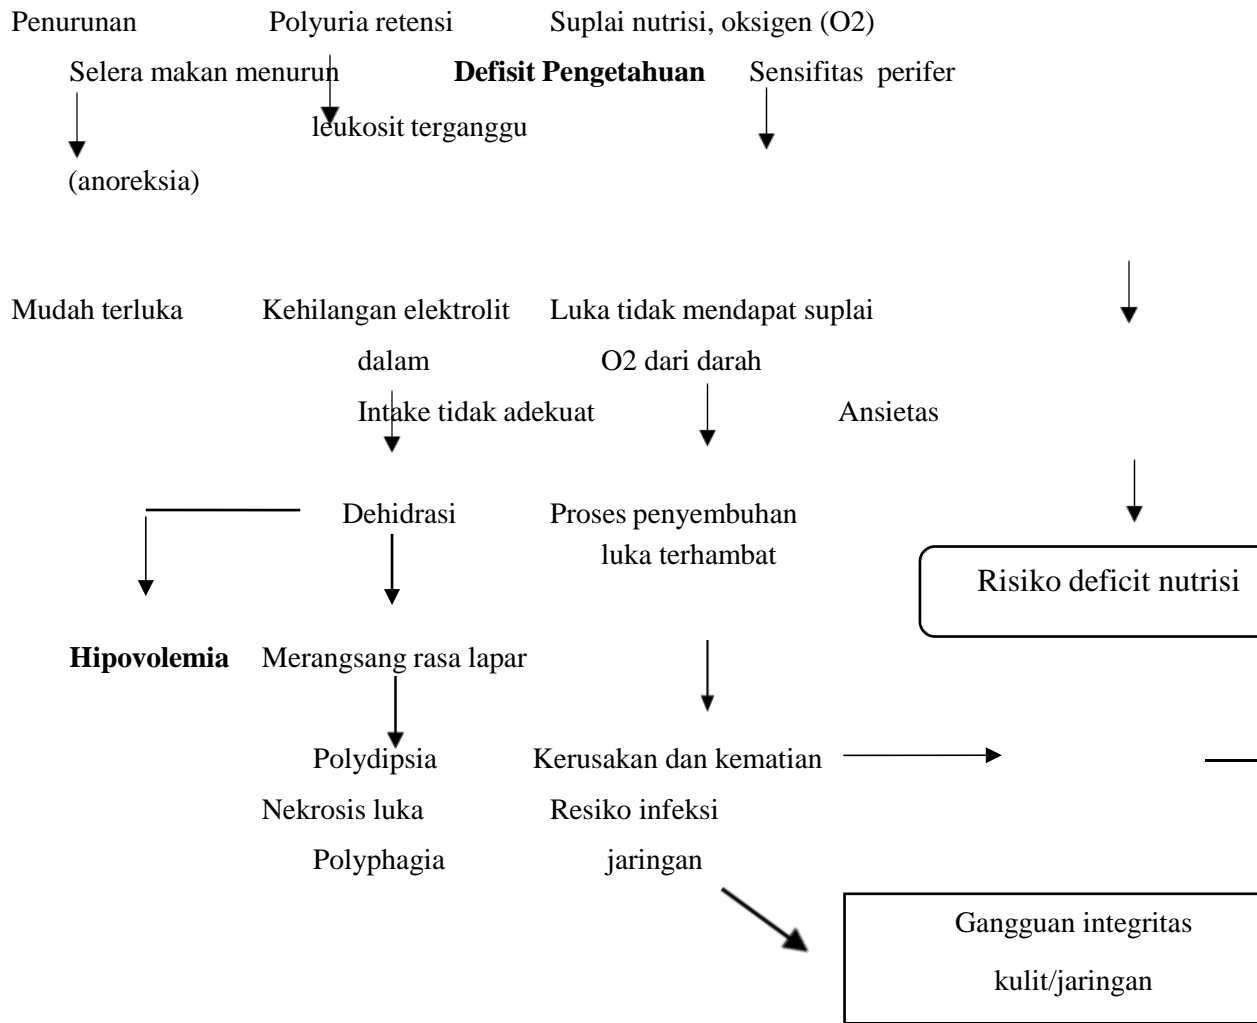 Penurunan Polyuria retensi Suplai nutrisi, oksigen (O2)
Selera makan menurun Defisit Pengetahuan Sensifitas perifer
leukosit terganggu
(anoreksia)
Mudah terluka Kehilangan elektrolit Luka tidak mendapat suplai
dalam O2 dari darah
Intake tidak adekuat Ansietas
Dehidrasi Proses penyembuhan
luka terhambat
Risiko deficit nutrisi
Hipovolemia Merangsang rasa lapar
Polydipsia Kerusakan dan kematian
Nekrosis luka Resiko infeksi
Polyphagia jaringan
Gangguan integritas
kulit/jaringan